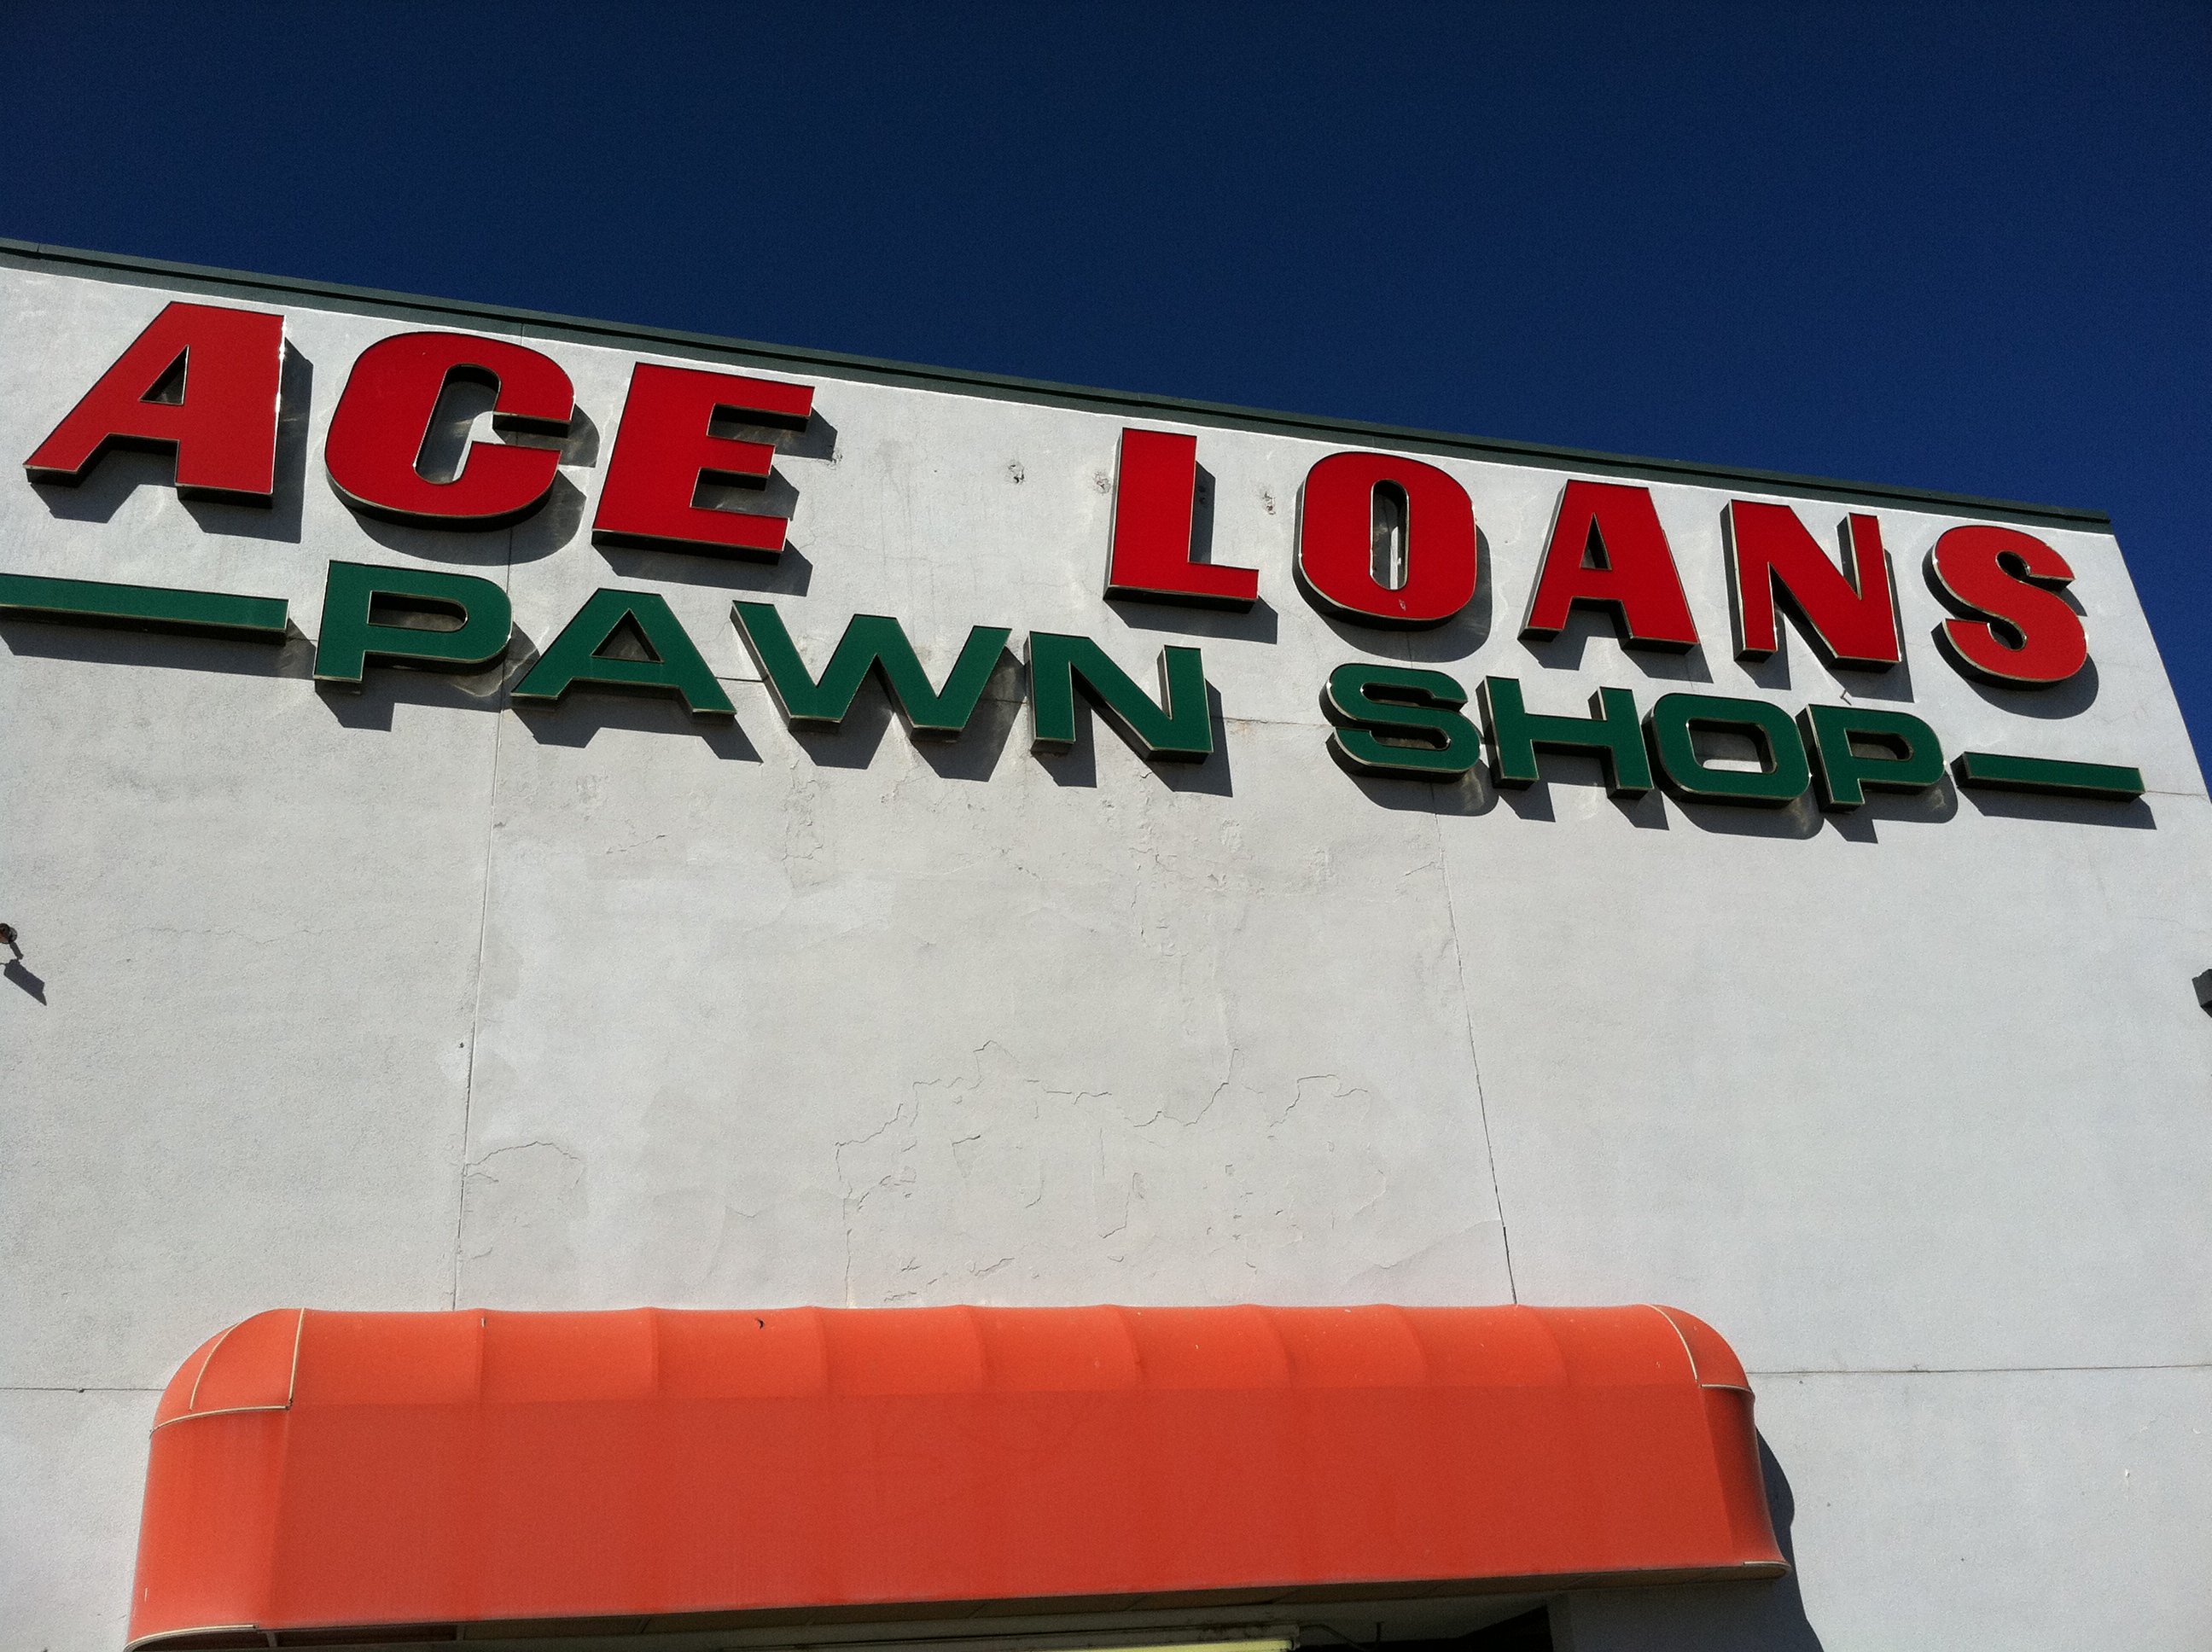 ACE LOANS
— PAWN SHOP —